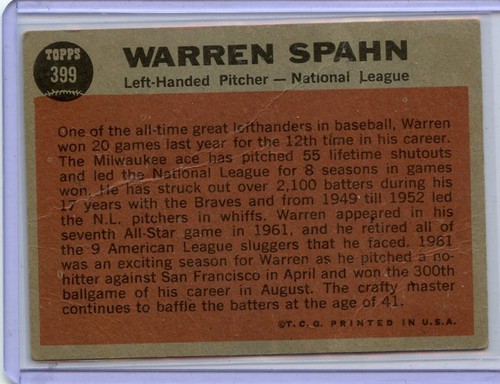 TOPPS
399
WARREN SPAHN
Left-Handed Pitcher — National League
One of the all-time great lefthanders in baseball, Warren
won 20 games last year for the 12th time in his career.
The Milwaukee ace has pitched 55 lifetime shutouts
and led the National League for 8 seasons in games
won. He has struck out over 2,100 batters during his
17 years with the Braves and from 1949 till 1952 led
the N.L. pitchers in whiffs. Warren appeared in his
seventh All-Star game in 1961, and he retired all of
the 9 American League sluggers that he faced. 1961
was an exciting season for Warren as he pitched a no-
hitter against San Francisco in April and won the 300th
ballgame of his career in August. The crafty master
continues to baffle the batters at the age of 41.
©T.C.G. PRINTED IN U.S.A.